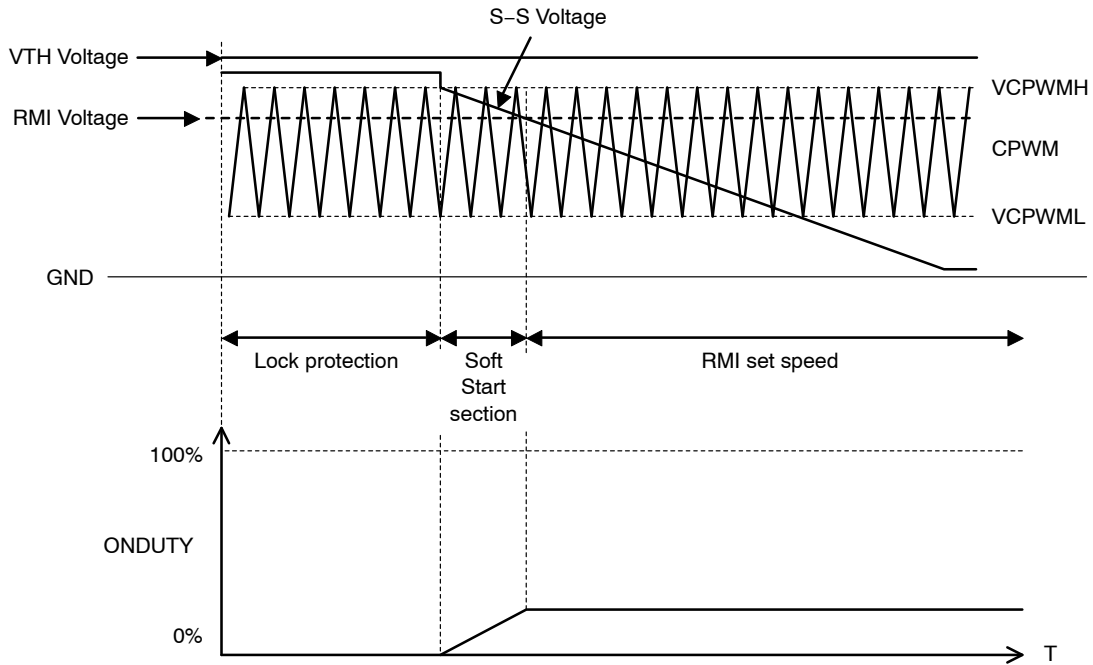 S−S Voltage
VTH Voltage
VCPWMH
RMI Voltage
CPWM
VCPWML
GND
Lock protection
Soft
Start
section
RMI set speed
100%
ONDUTY
0%
T